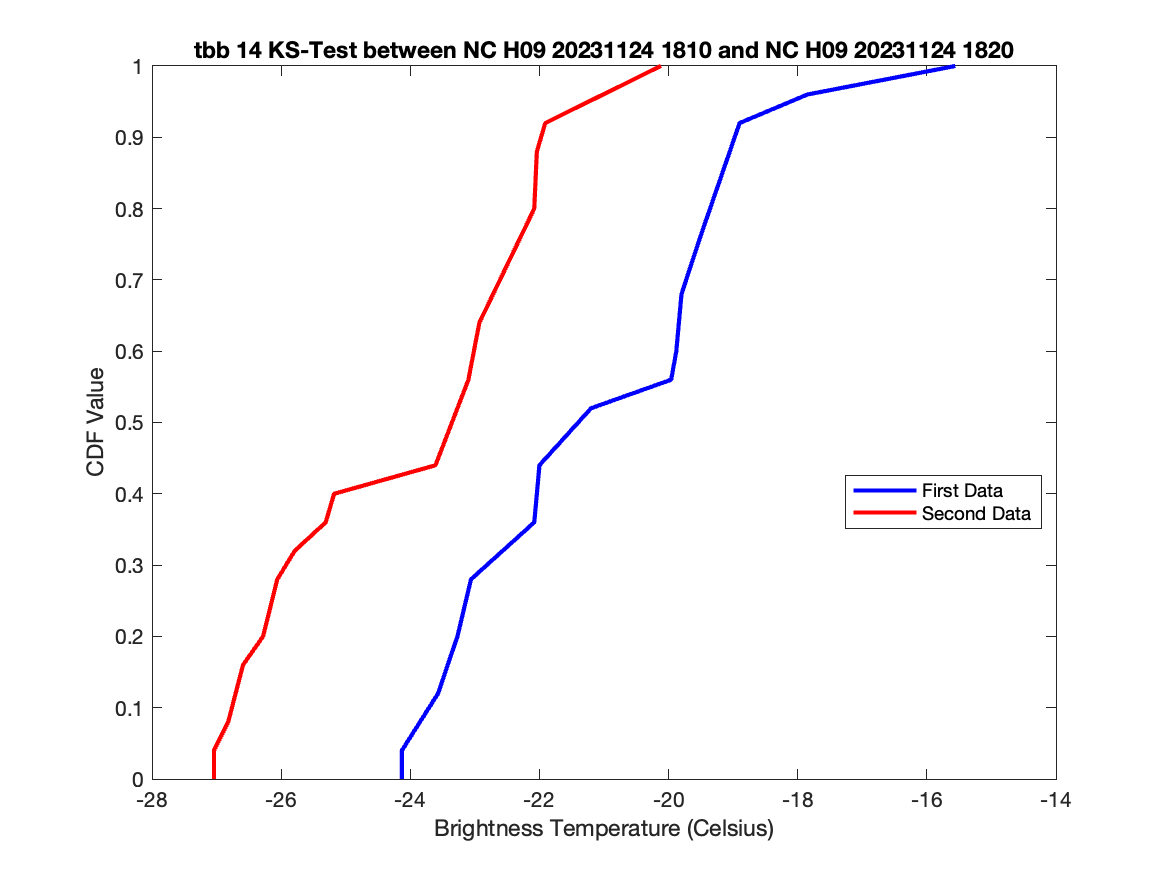 tbb 14 KS-Test between NC H09 20231124 1810 and NC H09 20231124 1820
1
0.9
0.8
0.7
0.6
0.5
0.4
0.3
0.2
0.1
0
CDF Value
First Data
Second Data
-28 -26 -24 -22 -20 -18 -16 -14
Brightness Temperature (Celsius)